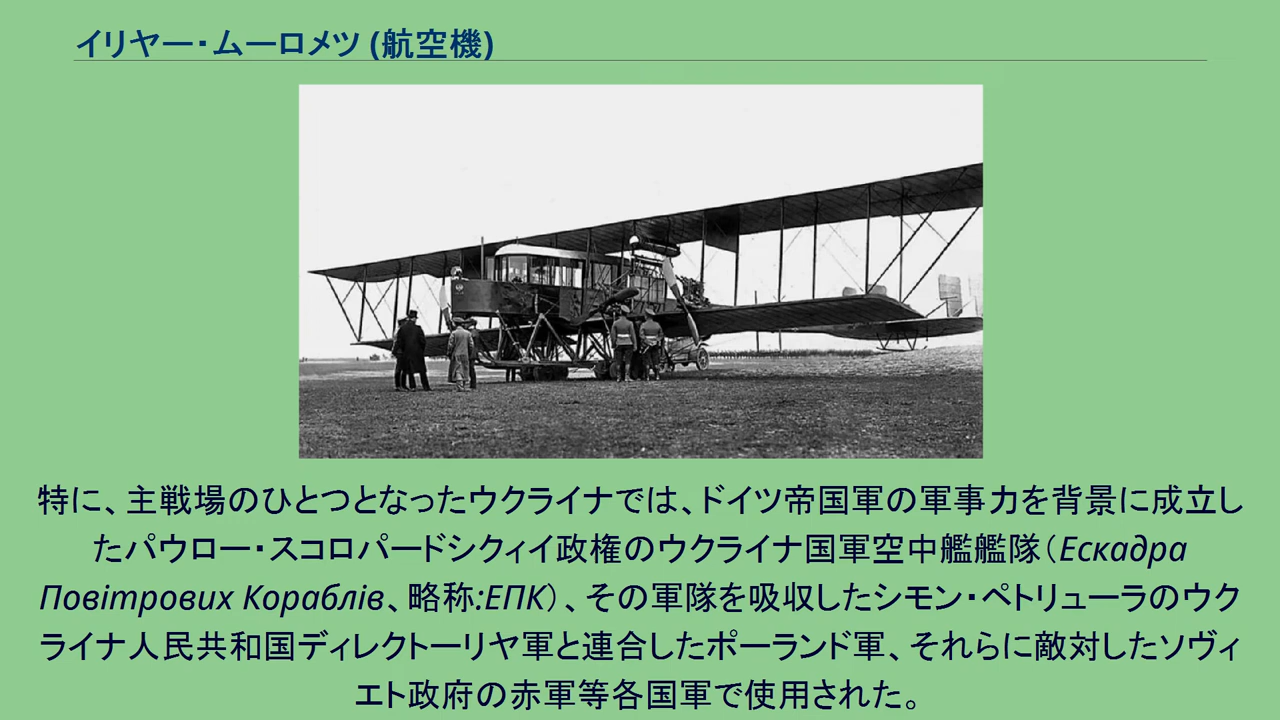 イリヤー・ムーロメツ (航空機)
特に、主戦場のひとつとなったウクライナでは、ドイツ帝国軍の軍事力を背景に成立し
たパウロー・スコロパードシクィイ政権のウクライナ国軍空中艦艦隊（Ескадра
Повітрових Кораблів、略称:ЕПК）、その軍隊を吸収したシモン・ペトリューラのウク
ライナ人民共和国ディレクトーリヤ軍と連合したポーランド軍、それらに敵対したソヴィ
エト政府の赤軍等各国軍で使用された。